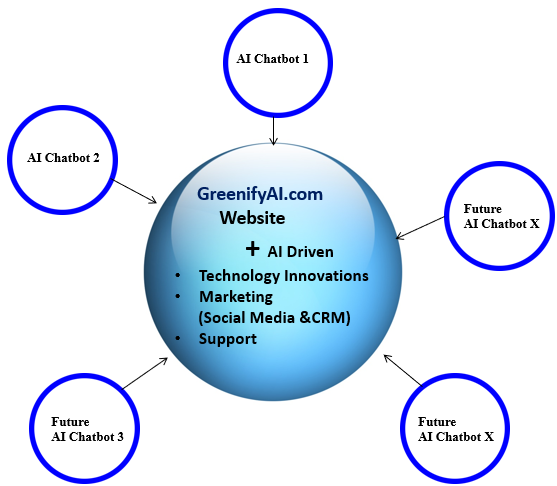 AI Chatbot 1
AI Chatbot 2
GreenifyAI.com
Website
+ AI Driven
• Technology Innovations
• Marketing
(Social Media &CRM)
• Support
Future
AI Chatbot X
Future
AI Chatbot 3
Future
AI Chatbot X